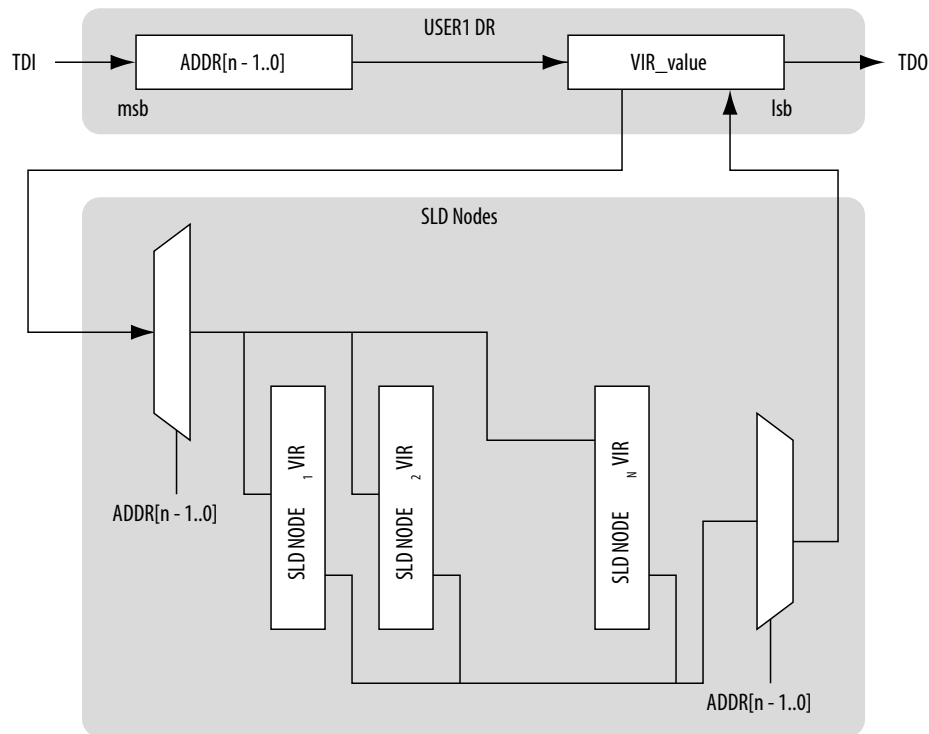 USER1 DR
TDI
ADDR[n - 1..0]
VIR_value
TDO
msb
lsb
SLD Nodes
ADDR[n - 1..0]
SLD NODE 1 VIR
SLD NODE 2 VIR
SLD NODE N VIR
ADDR[n - 1..0]